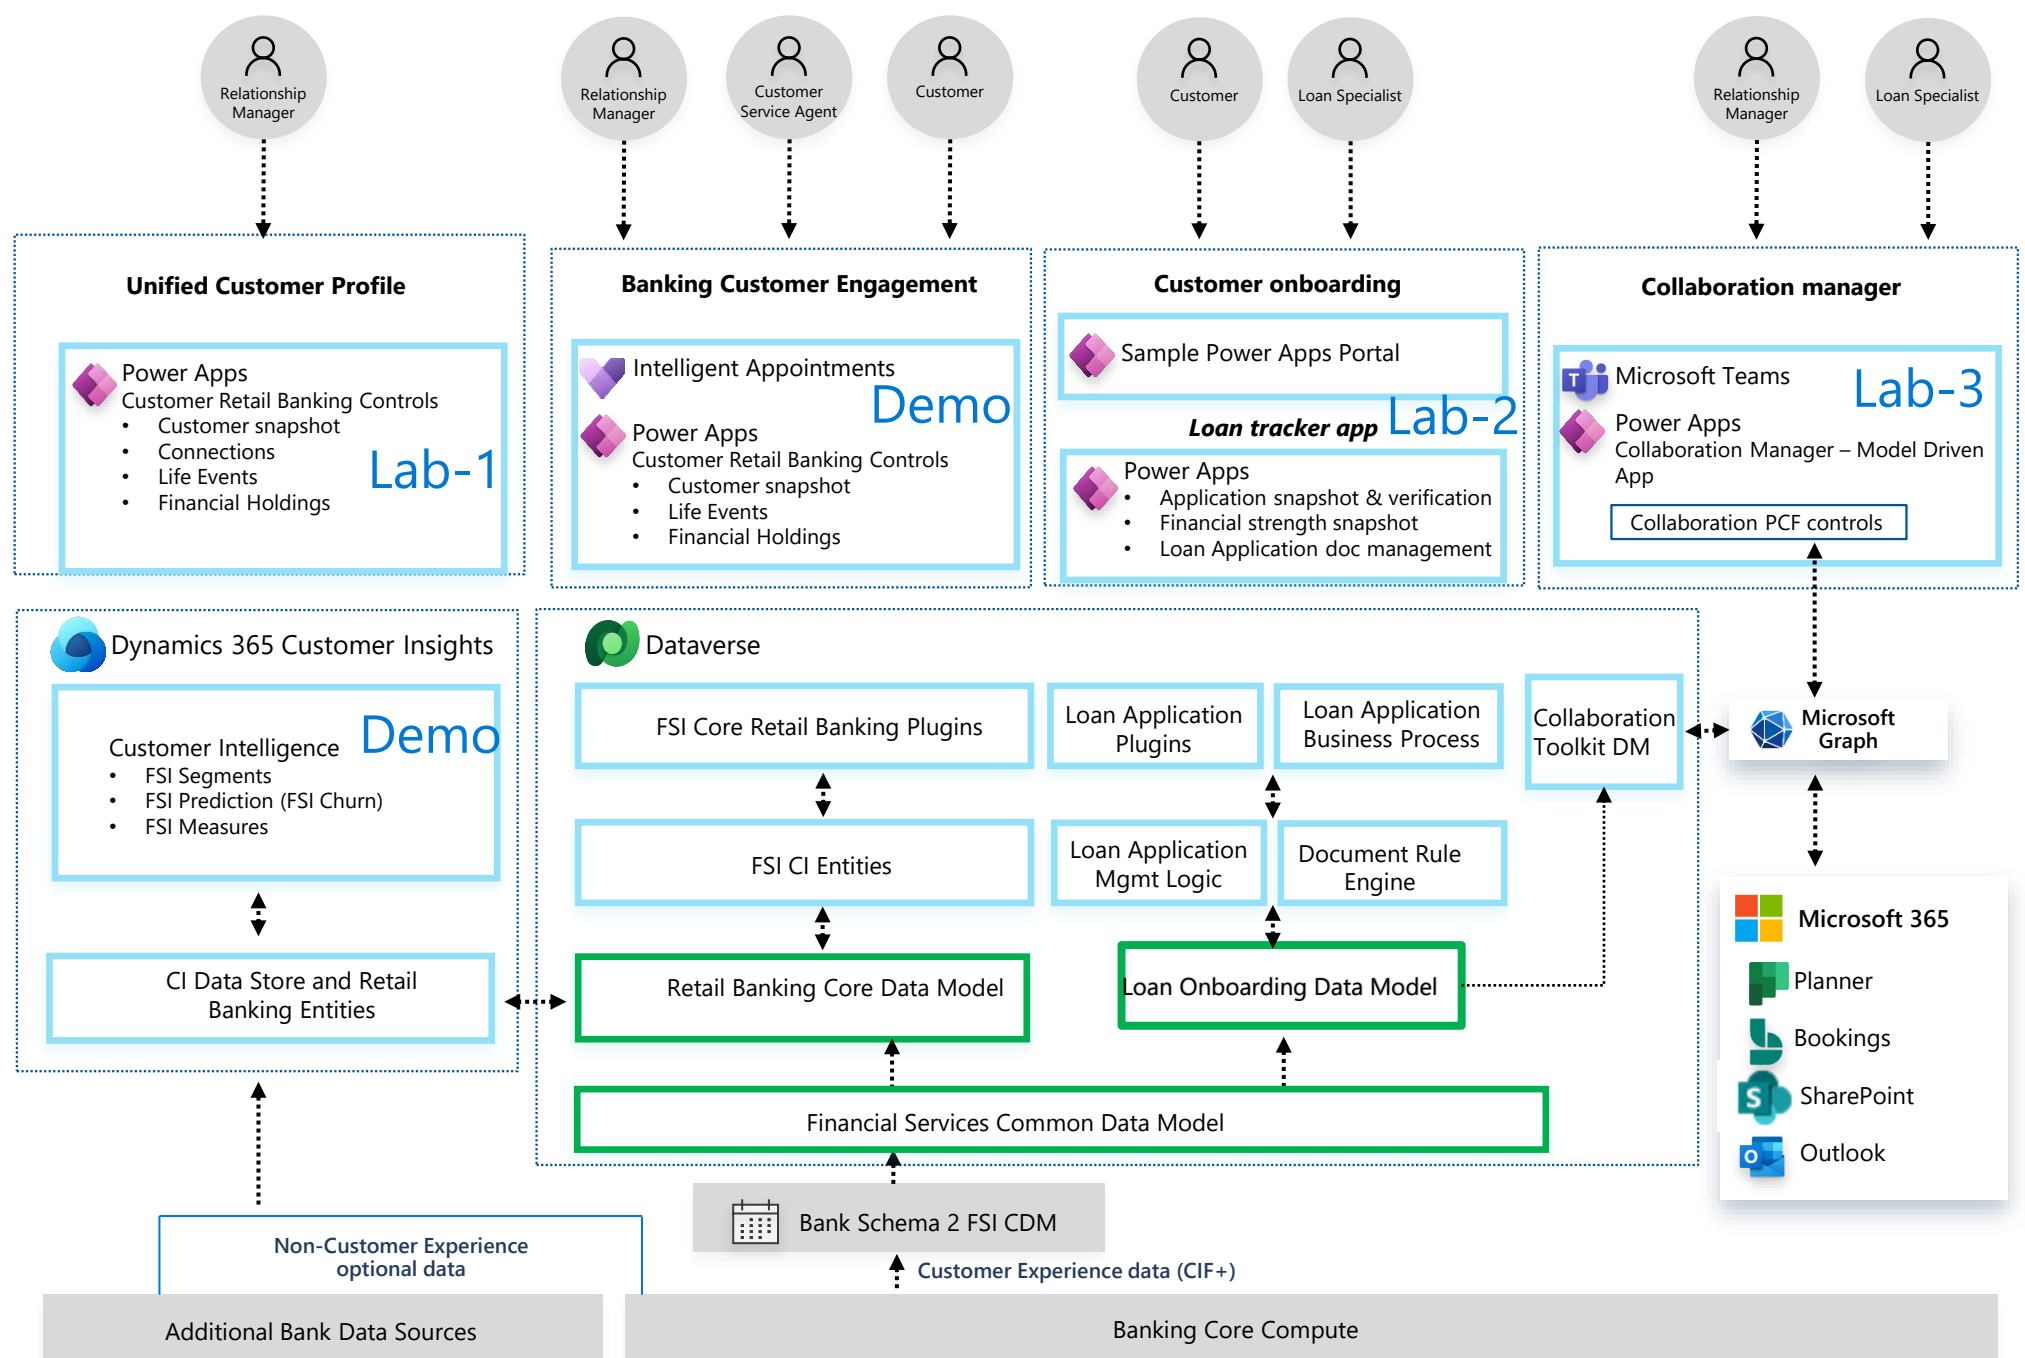 Relationship
Manager
Relationship
Manager
Customer
Service Agent
Customer
Customer
Loan Specialist
Relationship
Manager
Loan Specialist
Unified Customer Profile
Power Apps
Customer Retail Banking Controls
• Customer snapshot
• Connections
• Life Events
• Financial Holdings
Lab-1
Banking Customer Engagement
Intelligent Appointments
Demo
Power Apps
Customer Retail Banking Controls
• Customer snapshot
• Life Events
• Financial Holdings
Customer onboarding
Sample Power Apps Portal
Lab-2
Loan tracker app
Power Apps
• Application snapshot & verification
• Financial strength snapshot
• Loan Application doc management
Collaboration manager
T
Microsoft Teams
Lab-3
Power Apps
Collaboration Manager – Model Driven
App
Collaboration PCF controls
Dynamics 365 Customer Insights
Demo
Customer Intelligence
• FSI Segments
• FSI Prediction (FSI Churn)
• FSI Measures
CI Data Store and Retail
Banking Entities
Dataverse
FSI Core Retail Banking Plugins
Loan Application
Plugins
Loan Application
Business Process
Collaboration
Toolkit DM
FSI CI Entities
Loan Application
Mgmt Logic
Document Rule
Engine
Retail Banking Core Data Model
Loan Onboarding Data Model
Financial Services Common Data Model
Microsoft
Graph
Microsoft 365
Planner
Bookings
S
SharePoint
O
Outlook
Bank Schema 2 FSI CDM
Non-Customer Experience
optional data
Customer Experience data (CIF+)
Additional Bank Data Sources
Banking Core Compute